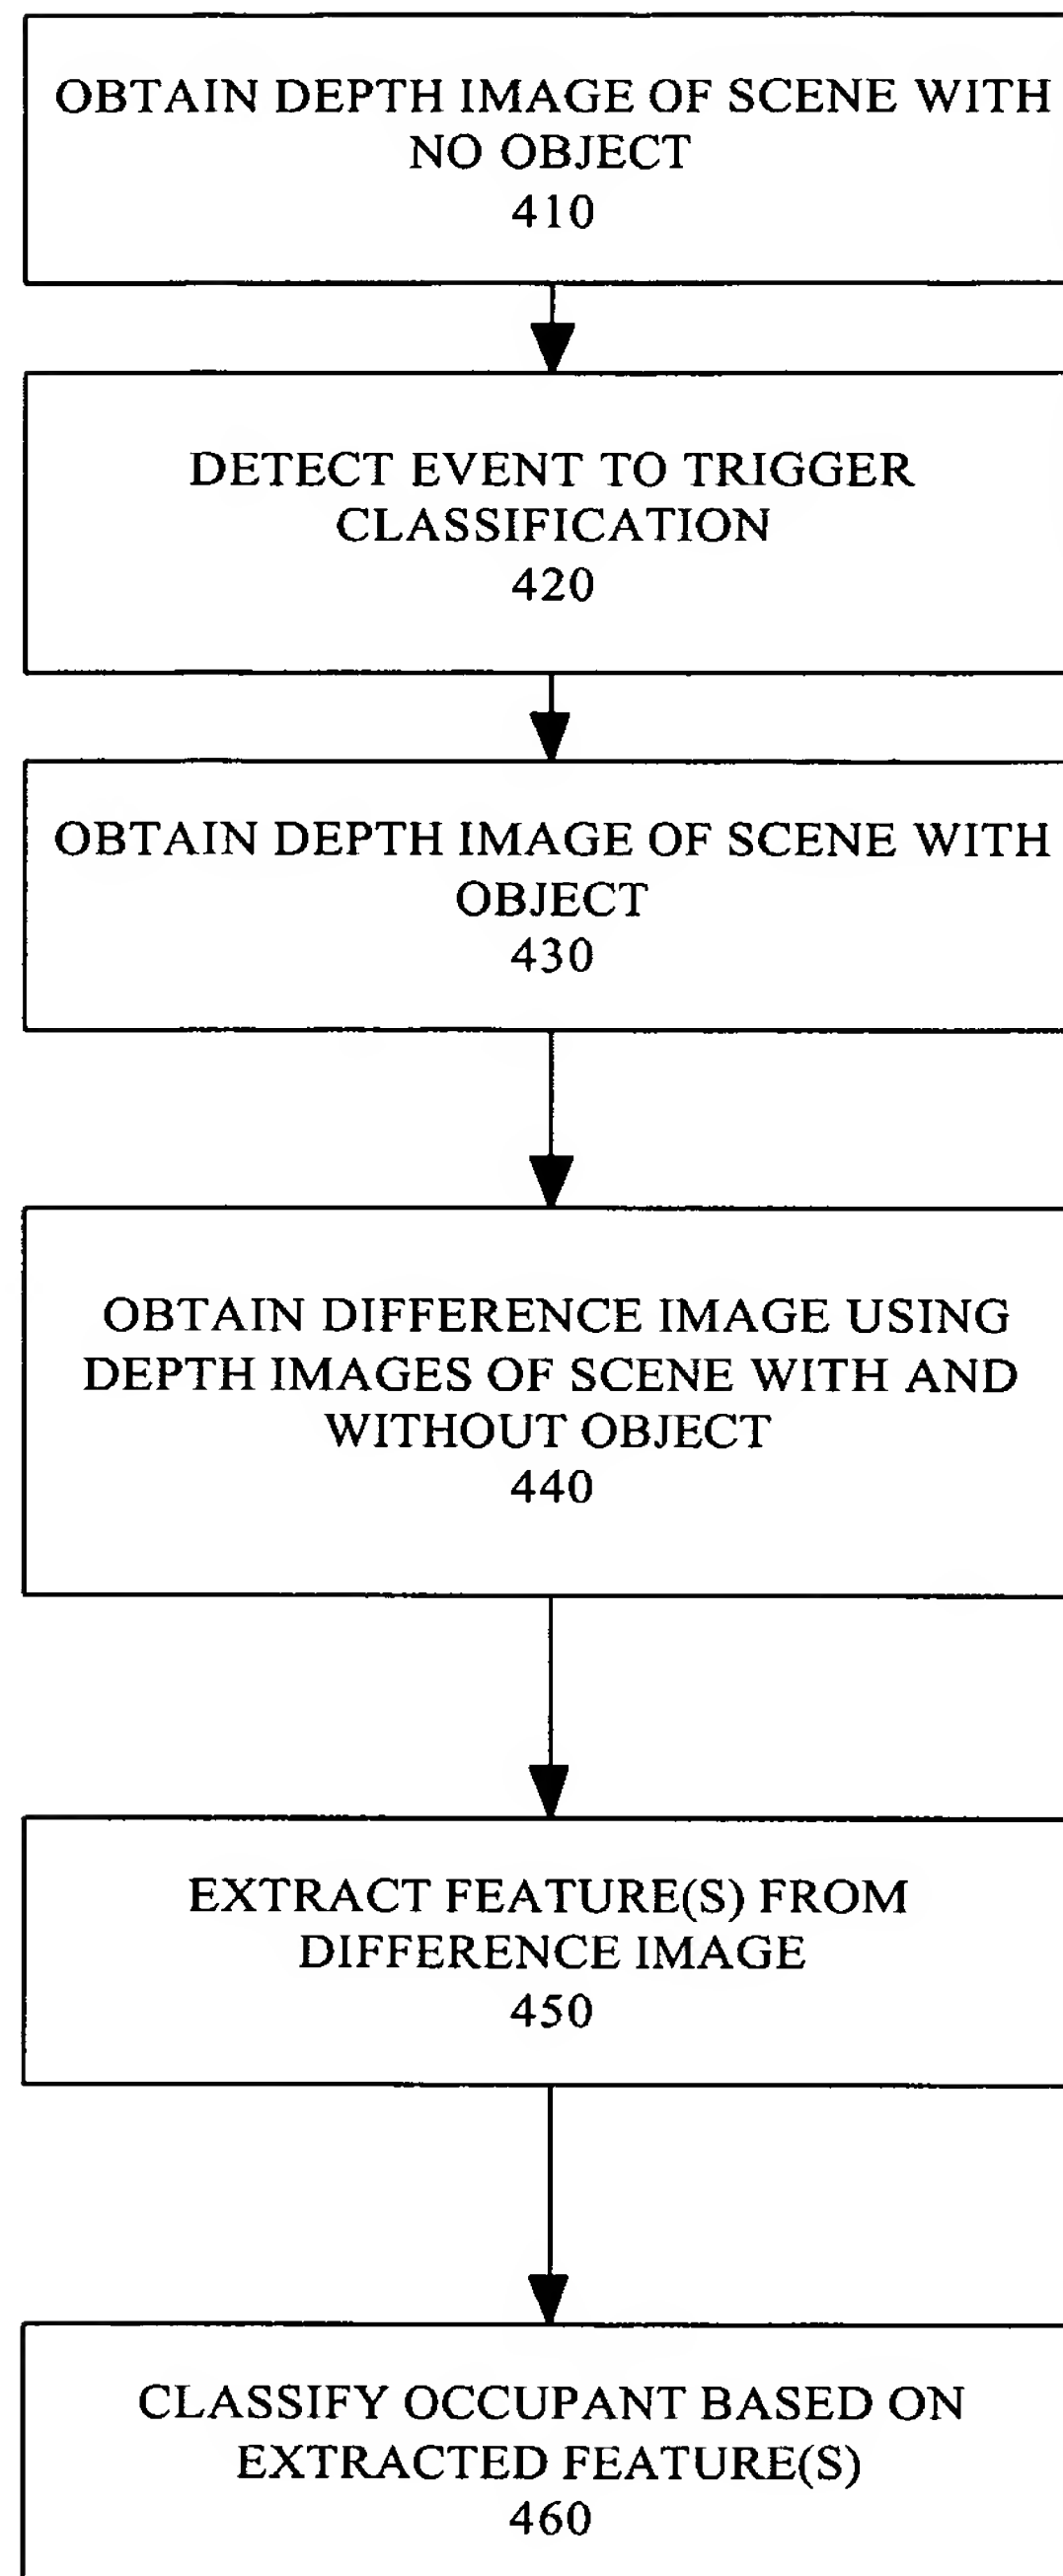 OBTAIN DEPTH IMAGE OF SCENE WITH
NO OBJECT
410
DETECT EVENT TO TRIGGER
CLASSIFICATION
420
OBTAIN DEPTH IMAGE OF SCENE WITH
OBJECT
430
OBTAIN DIFFERENCE IMAGE USING
DEPTH IMAGES OF SCENE WITH AND
WITHOUT OBJECT
440
EXTRACT FEATURE(S) FROM
DIFFERENCE IMAGE
450
CLASSIFY OCCUPANT BASED ON
EXTRACTED FEATURE(S)
460